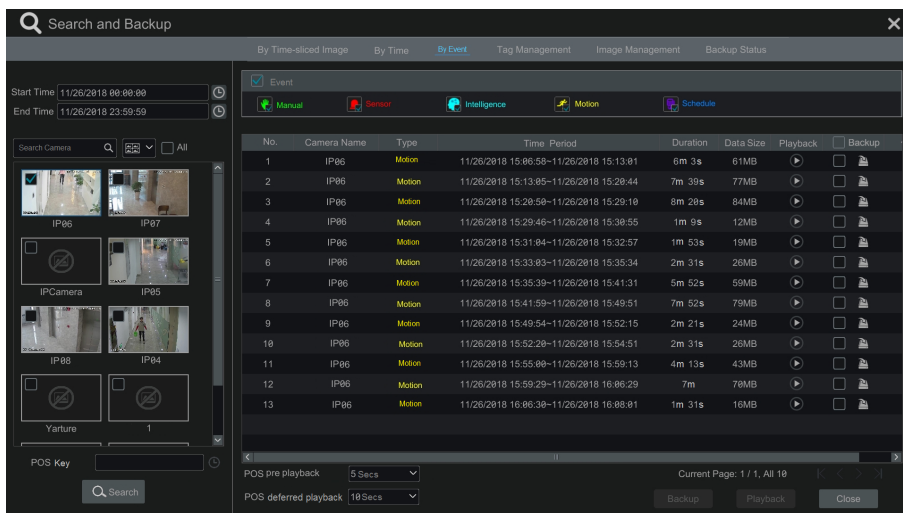 Search and Backup
By Time-sliced Image By Time By Event Tag Management Image Management Backup Status
Start Time 11/26/2018 00:00:00
End Time 11/26/2018 23:59:59
Search Camera All
IP06 IP07
IPCamera IP05
IP08 IP04
Yarture 1
POS Key
Search
Event
Manual Sensor Intelligence Motion Schedule
No. Camera Name Type Time Period Duration Data Size Playback Backup
1 IP06 Motion 11/26/2018 15:06:58~11/26/2018 15:13:01 6m 3s 61MB
2 IP06 Motion 11/26/2018 15:13:05~11/26/2018 15:20:44 7m 39s 77MB
3 IP06 Motion 11/26/2018 15:20:50~11/26/2018 15:29:10 8m 20s 84MB
4 IP06 Motion 11/26/2018 15:29:46~11/26/2018 15:30:55 1m 9s 12MB
5 IP06 Motion 11/26/2018 15:31:04~11/26/2018 15:32:57 1m 53s 19MB
6 IP06 Motion 11/26/2018 15:33:03~11/26/2018 15:35:34 2m 31s 26MB
7 IP06 Motion 11/26/2018 15:35:39~11/26/2018 15:41:31 5m 52s 59MB
8 IP06 Motion 11/26/2018 15:41:59~11/26/2018 15:49:51 7m 52s 79MB
9 IP06 Motion 11/26/2018 15:49:54~11/26/2018 15:52:15 2m 21s 24MB
10 IP06 Motion 11/26/2018 15:52:20~11/26/2018 15:54:51 2m 31s 26MB
11 IP06 Motion 11/26/2018 15:55:00~11/26/2018 15:59:13 4m 13s 43MB
12 IP06 Motion 11/26/2018 15:59:29~11/26/2018 16:06:29 7m 70MB
13 IP06 Motion 11/26/2018 16:06:30~11/26/2018 16:08:01 1m 31s 16MB
POS pre playback 5 Secs Current Page: 1 / 1, All 10
POS deferred playback 10 Secs Backup Playback Close